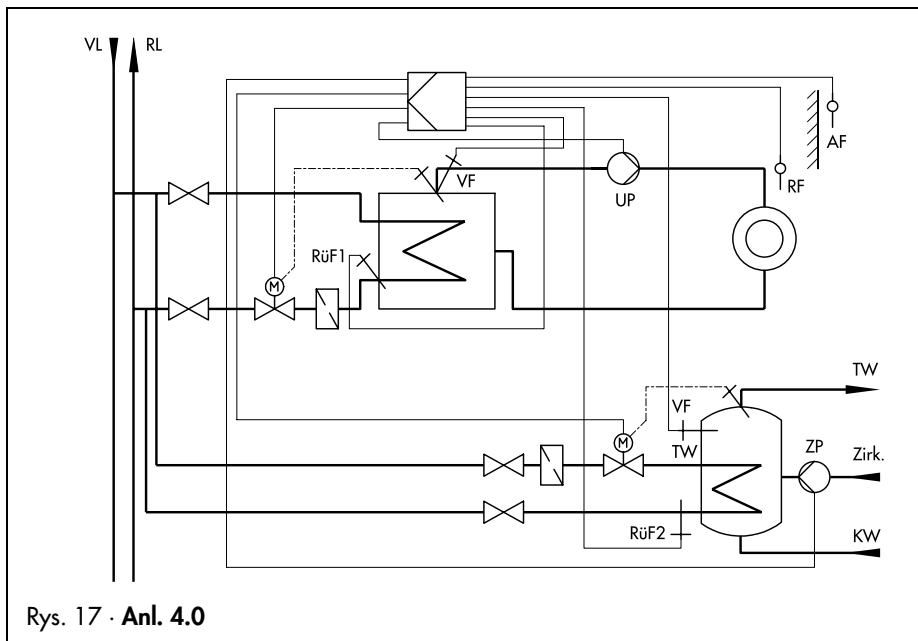 VL RL
AF
RF
VF
UP
RüF1
M
TW
VF
M
TW
ZP
Zirk.
RüF2
KW
Rys. 17 · Anl. 4.0